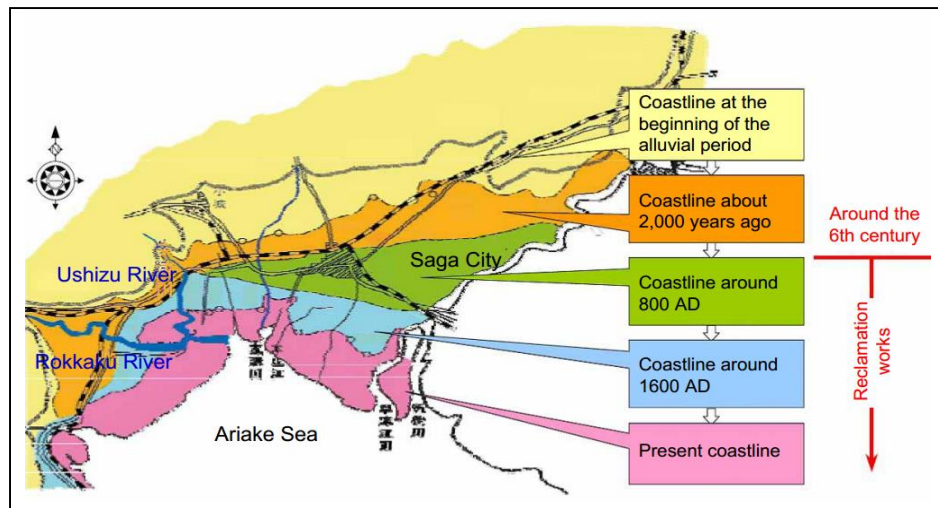 Coastline at the
beginning of the
alluvial period
Coastline about
2,000 years ago
Around the
6th century
Saga City
Ushizu River
Coastline around
800 AD
Rokkaku River
Coastline around
1600 AD
Reclamation
works
Ariake Sea
Present coastline